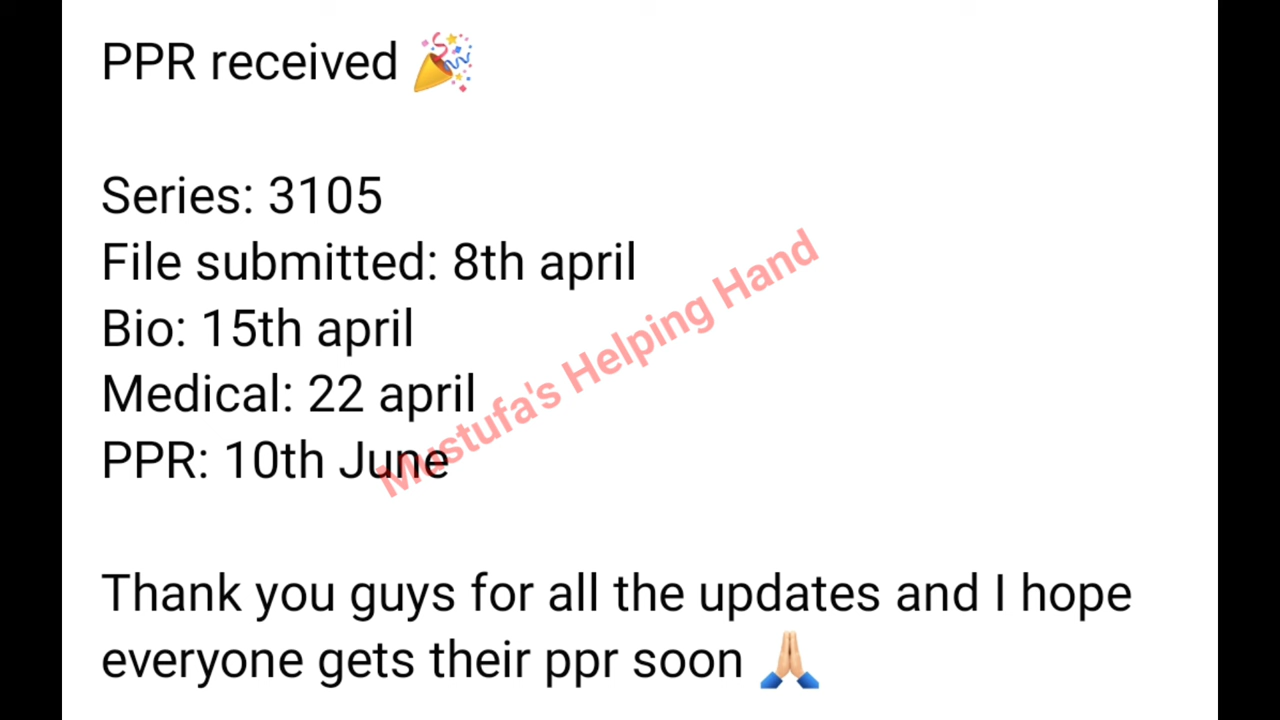 PPR received 🎉
Series: 3105
File submitted: 8th april
Bio: 15th april
Medical: 22 april
PPR: 10th June
Mustufa's Helping Hand
Thank you guys for all the updates and I hope
everyone gets their ppr soon 🙏🏻